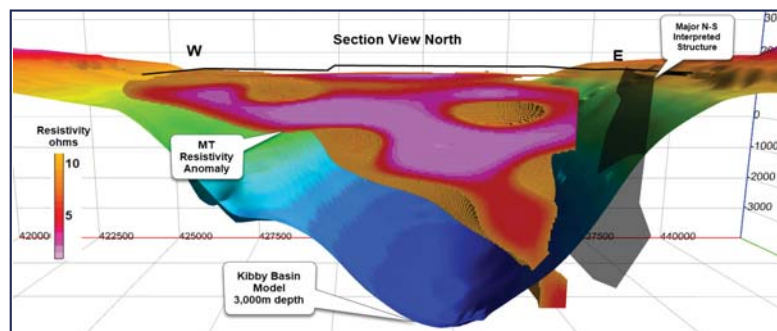 Section View North
W
E
Major N-S
Interpreted
Structure
Resistivity
ohms
10
5
MT
Resistivity
Anomaly
Kibby Basin
Model
3,000m depth
0
-1000
-2000
-3000
420000
422500
425000
427500
440000